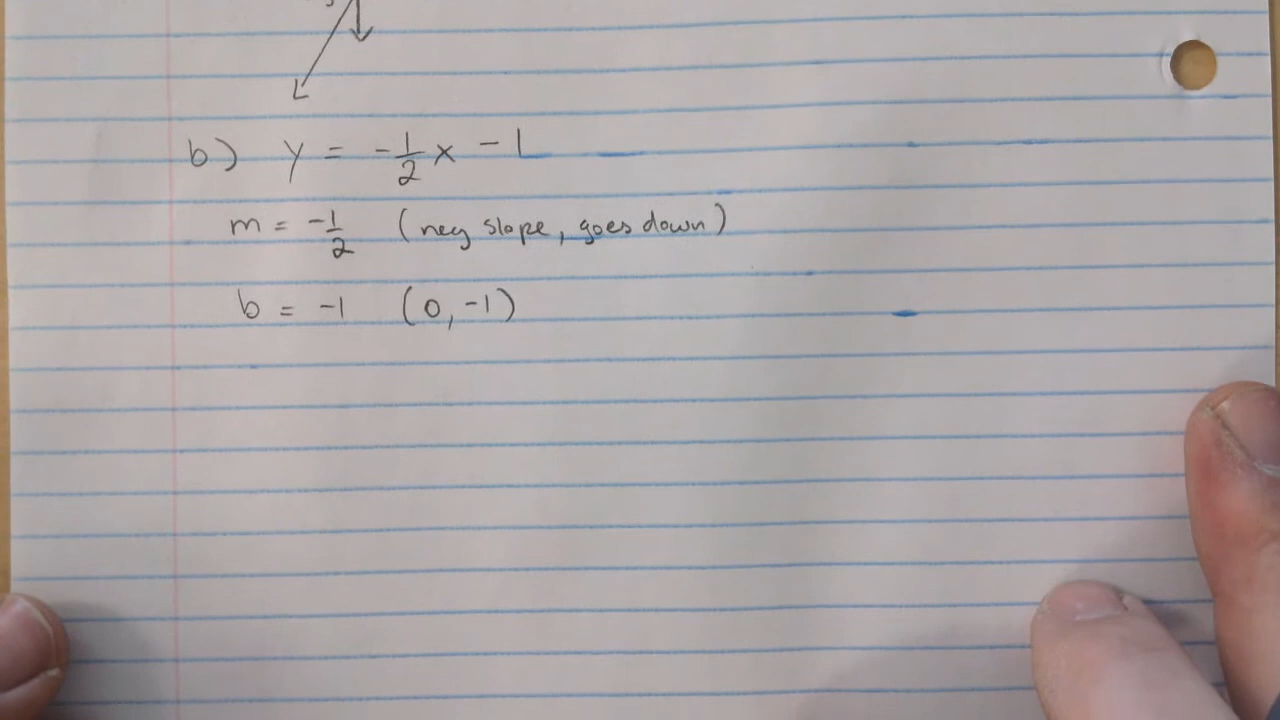 b) y = -1/2 x - 1
m = -1/2 (neg slope, goes down)
b = -1 (0, -1)